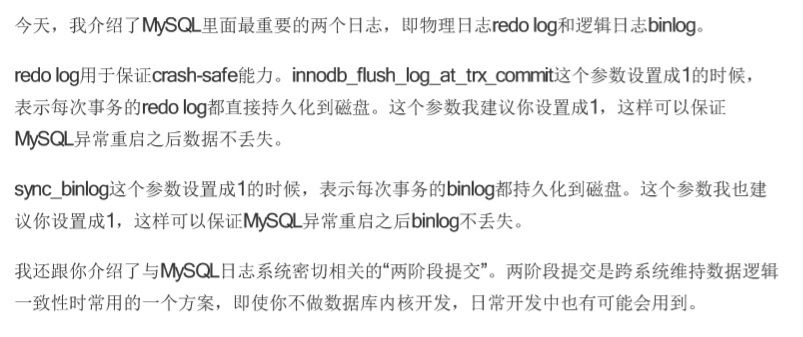 今天，我介绍了MySQL里面最重要的两个日志，即物理日志redo log和逻辑日志binlog。
redo log用于保证crash-safe能力。innodb_flush_log_at_trx_commit这个参数设置成1的时候，
表示每次事务的redo log都直接持久化到磁盘。这个参数我建议你设置成1，这样可以保证
MySQL异常重启之后数据不丢失。
sync_binlog这个参数设置成1的时候，表示每次事务的binlog都持久化到磁盘。这个参数我也建
议你设置成1，这样可以保证MySQL异常重启之后binlog不丢失。
我还跟你介绍了与MySQL日志系统密切相关的“两阶段提交”。两阶段提交是跨系统维持数据逻辑
一致性时常用的一个方案，即使你不做数据库内核开发，日常开发中也有可能会用到。